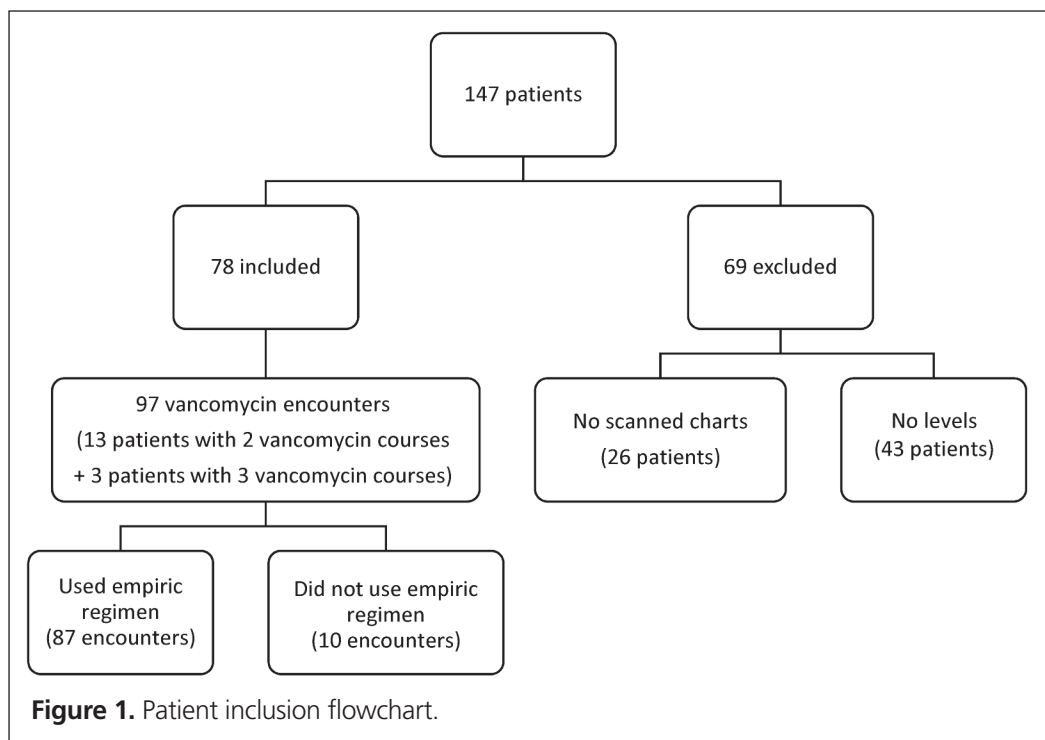 147 patients
78 included
69 excluded
97 vancomycin encounters
(13 patients with 2 vancomycin courses
+ 3 patients with 3 vancomycin courses)
No scanned charts
(26 patients)
No levels
(43 patients)
Used empiric
regimen
(87 encounters)
Did not use empiric
regimen
(10 encounters)
Figure 1. Patient inclusion flowchart.